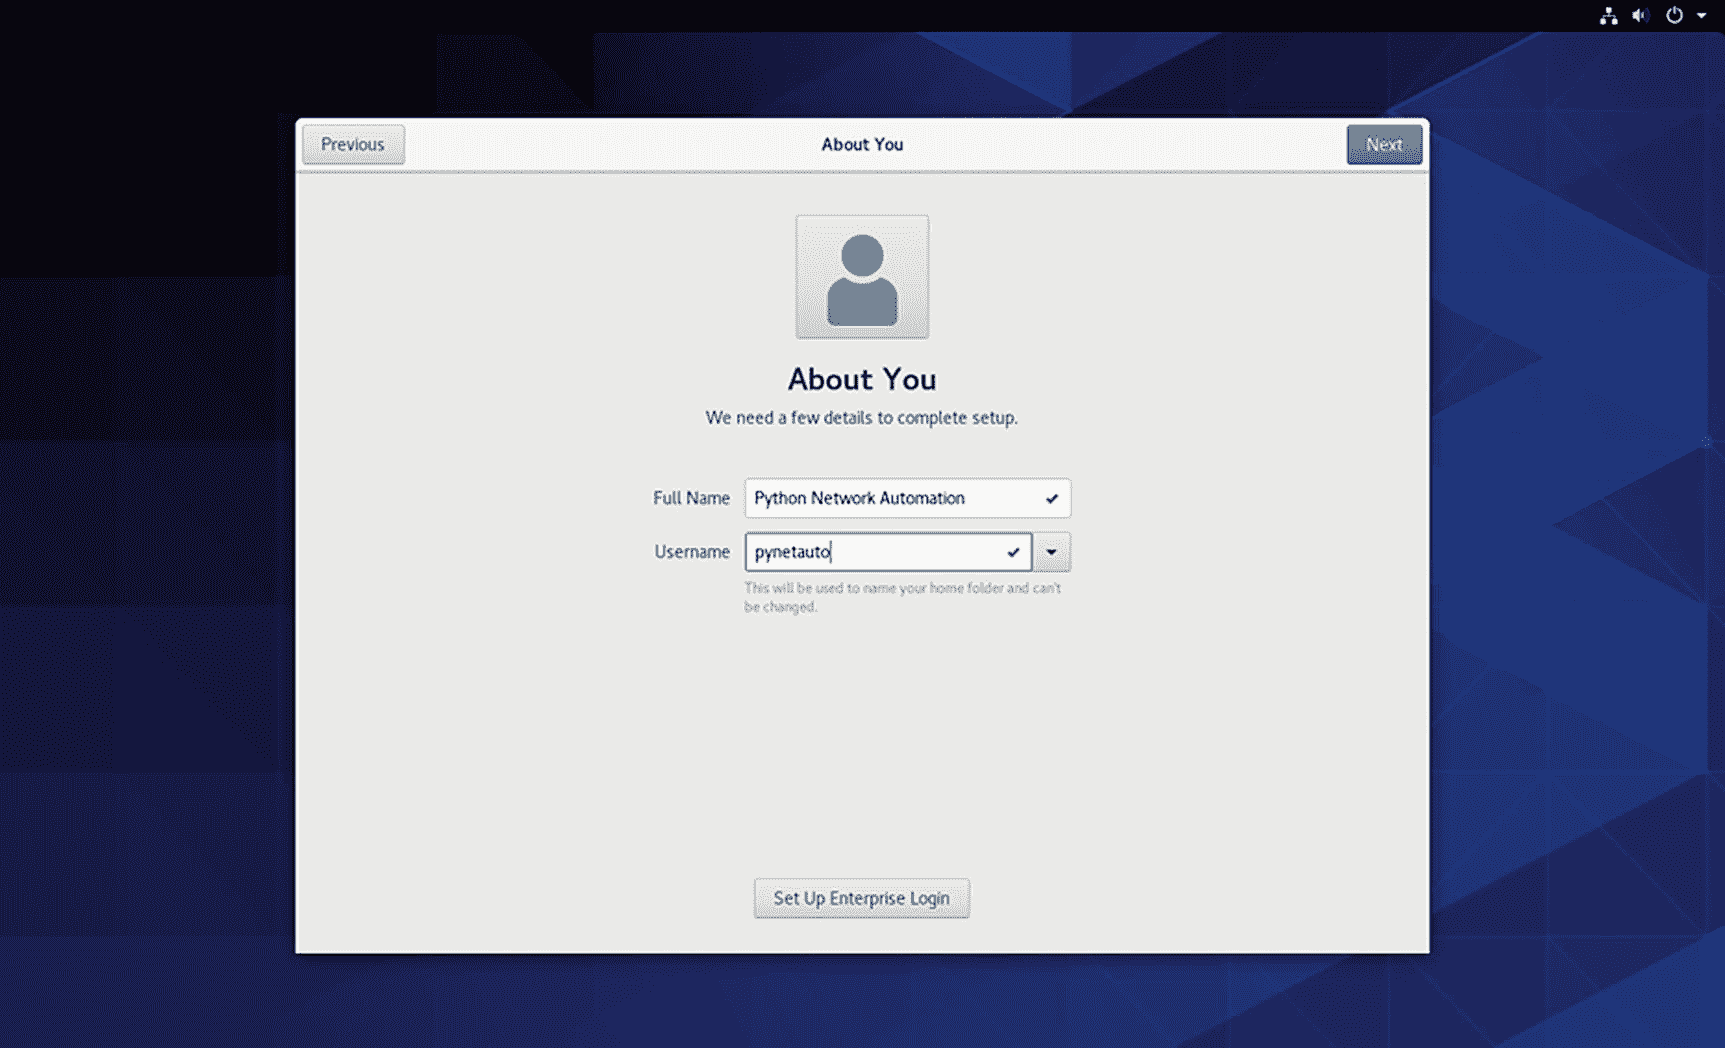 Previous
About You
Next
About You
We need a few details to complete setup.
Full Name
Python Network Automation
Username
pynetauto
This will be used to name your home folder and can't
be changed.
Set Up Enterprise Login